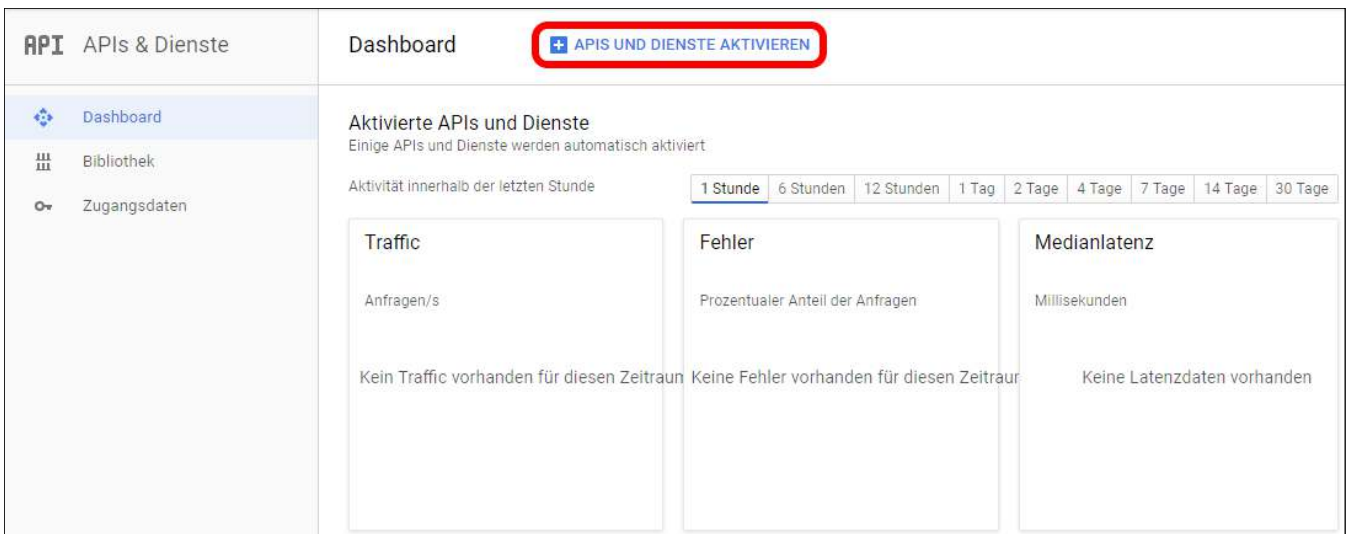 API APIs & Dienste
Dashboard
APIS UND DIENSTE AKTIVIEREN
Dashboard
Bibliothek
Zugangsdaten
Aktivierte APIs und Dienste
Einige APIs und Dienste werden automatisch aktiviert
Aktivität innerhalb der letzten Stunde
1 Stunde 6 Stunden 12 Stunden 1 Tag 2 Tage 4 Tage 7 Tage 14 Tage 30 Tage
Traffic
Anfragen/s
Kein Traffic vorhanden für diesen Zeitraum
Fehler
Prozentualer Anteil der Anfragen
Keine Fehler vorhanden für diesen Zeitraum
Medianlatenz
Millisekunden
Keine Latenzdaten vorhanden